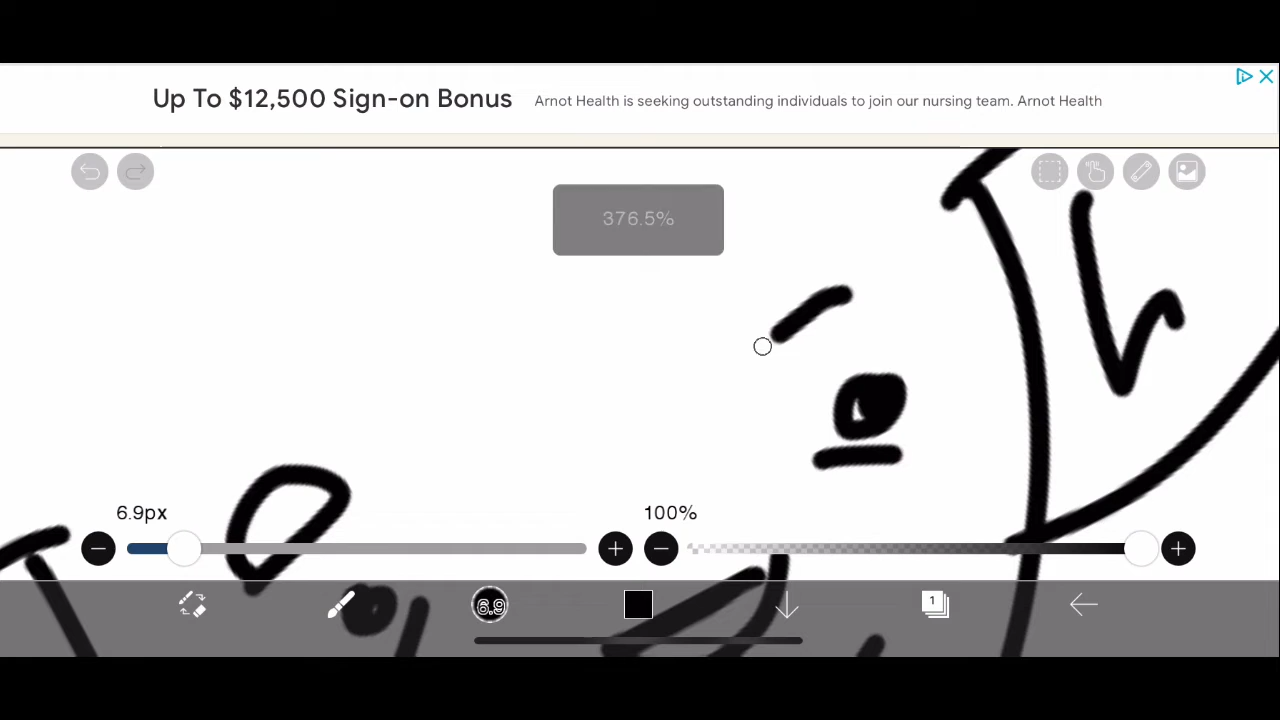 Up To $12,500 Sign-on Bonus Arnot Health is seeking outstanding individuals to join our nursing team. Arnot Health
376.5%
6.9px 100%
6.9 1